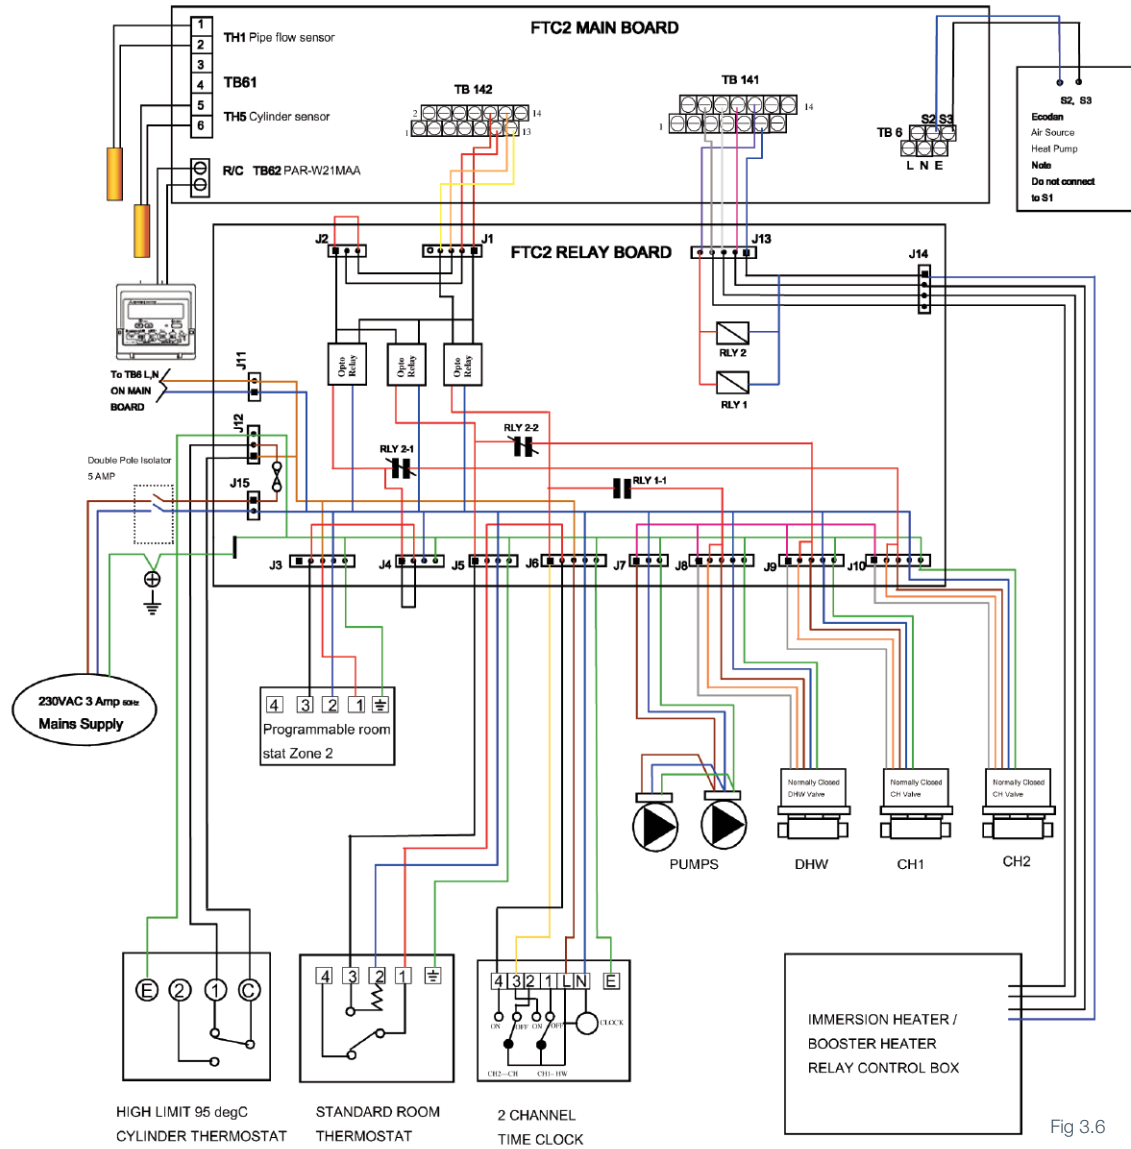 FTC2 MAIN BOARD
1
2
3
4
5
6
TH1 Pipe flow sensor
TB61
TH5 Cylinder sensor
R/C TB62 PAR-W21MAA
TB 142
2
14
1
13
TB 141
14
1
S2 S3
TB 6
L N E
S2, S3
Ecodan
Air Source
Heat Pump
Note
Do not connect
to S1
FTC2 RELAY BOARD
J2
J1
J13
J14
RLY 2
RLY 1
Opto
Relay
Opto
Relay
Opto
Relay
To TB6 L,N
ON MAIN
BOARD
J11
J12
J15
Double Pole Isolator
5 AMP
RLY 2-2
RLY 2-1
RLY 1-1
J3
J4
J5
J6
J7
J8
J9
J10
230VAC 3 Amp 50Hz
Mains Supply
4 3 2 1
Programmable room
stat Zone 2
PUMPS
Normally Closed
DHW Valve
DHW
Normally Closed
CH Valve
CH1
Normally Closed
CH Valve
CH2
E 2 1 C
HIGH LIMIT 95 degC
CYLINDER THERMOSTAT
4 3 2 1
STANDARD ROOM
THERMOSTAT
4 3 2 1 L N E
ON OFF ON OFF CLOCK
CH2--CH CH1--HW
2 CHANNEL
TIME CLOCK
IMMERSION HEATER /
BOOSTER HEATER
RELAY CONTROL BOX
Fig 3.6